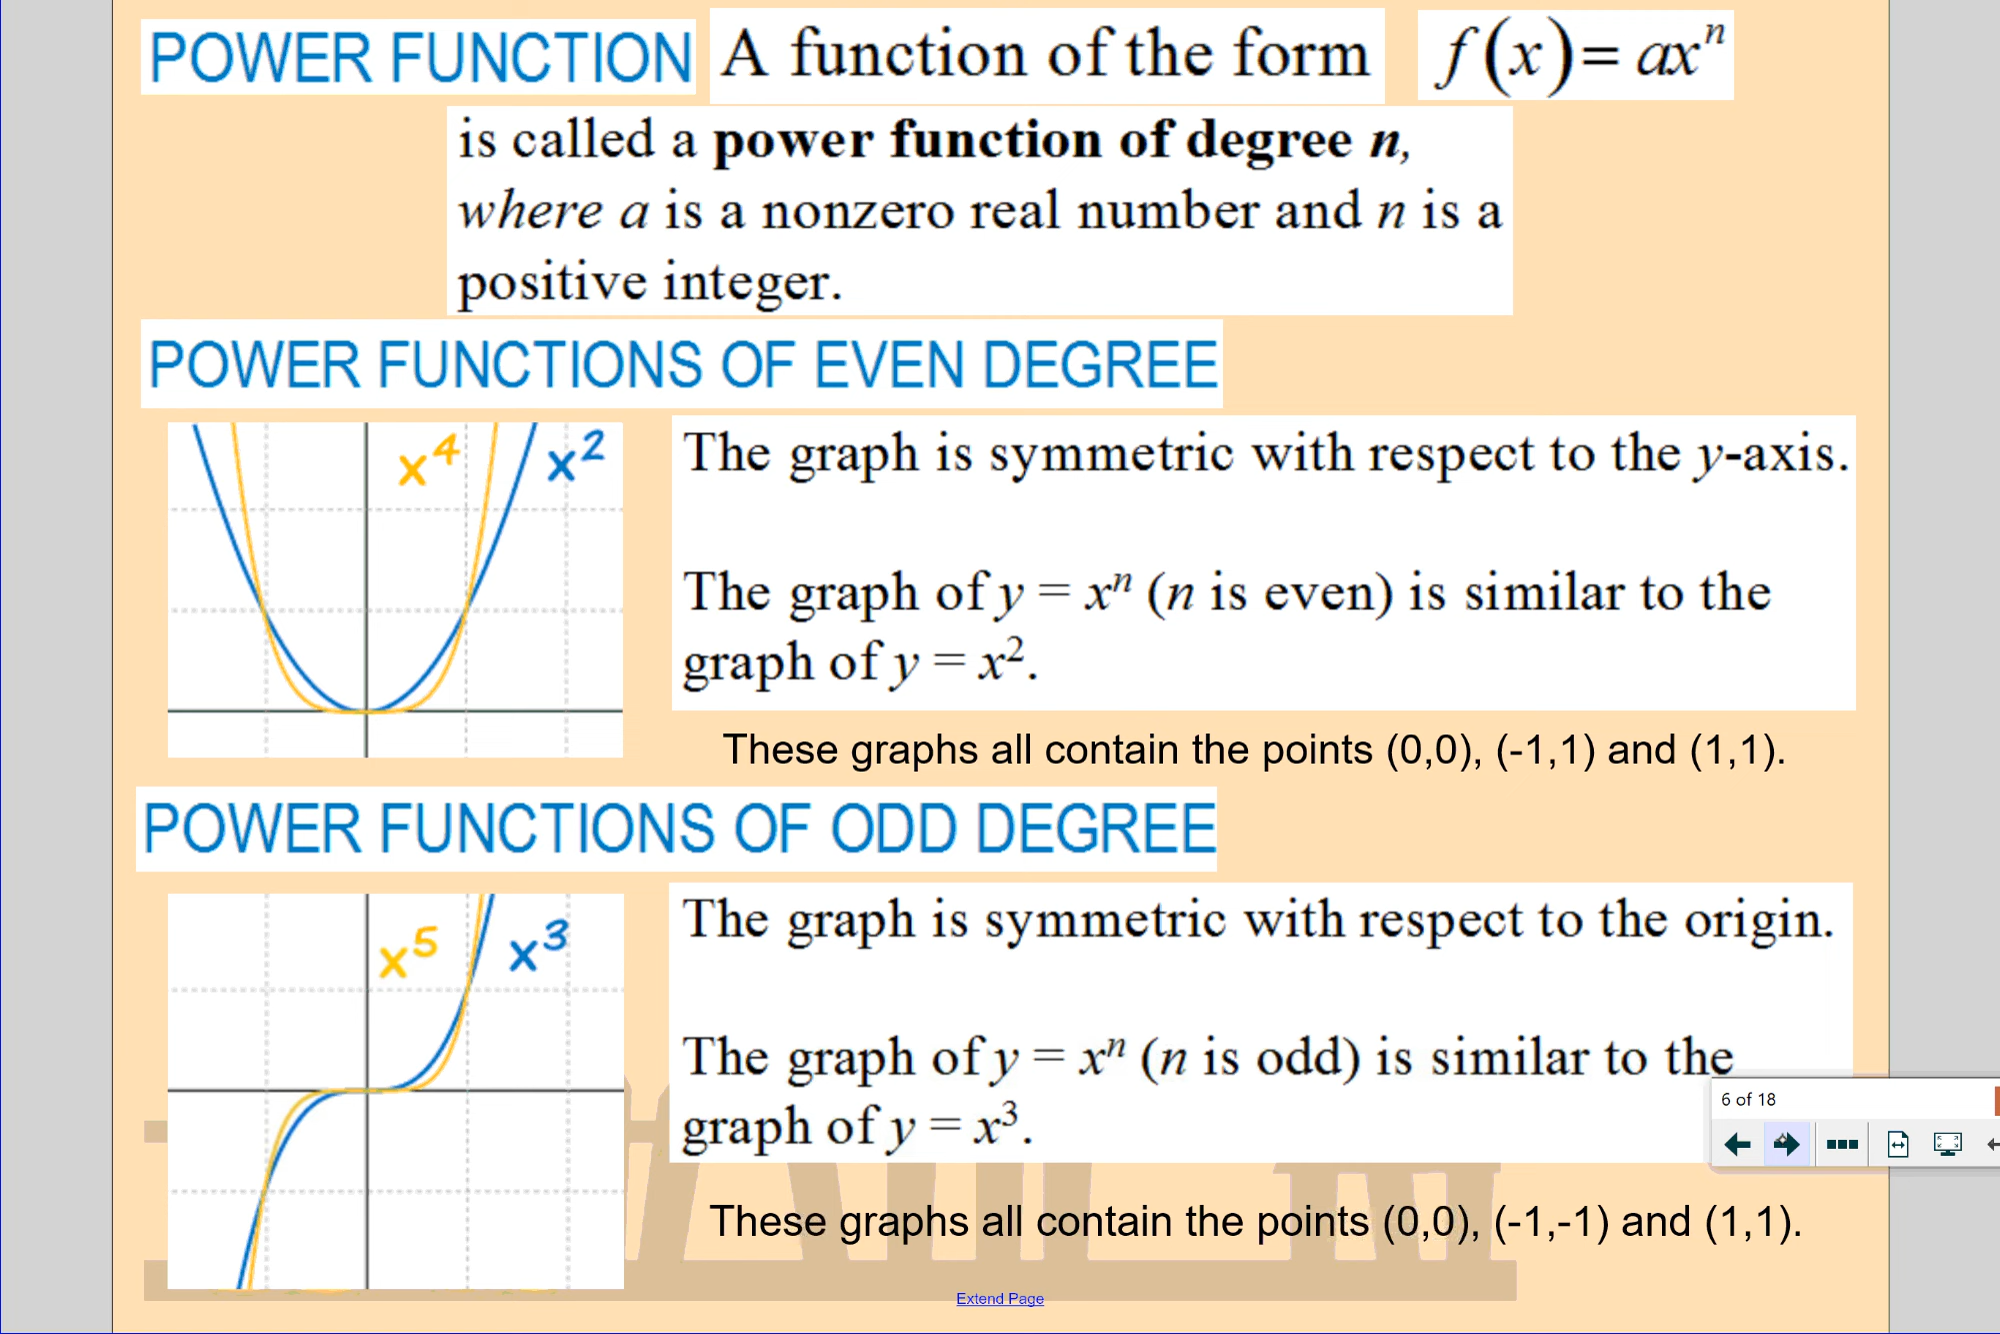 POWER FUNCTION A function of the form f(x)= axⁿ
is called a power function of degree n,
where a is a nonzero real number and n is a
positive integer.
POWER FUNCTIONS OF EVEN DEGREE
x⁴ x²
The graph is symmetric with respect to the y-axis.
The graph of y = xⁿ (n is even) is similar to the
graph of y = x².
These graphs all contain the points (0,0), (-1,1) and (1,1).
POWER FUNCTIONS OF ODD DEGREE
x⁵ x³
The graph is symmetric with respect to the origin.
The graph of y = xⁿ (n is odd) is similar to the
graph of y = x³.
6 of 18
These graphs all contain the points (0,0), (-1,-1) and (1,1).
Extend Page